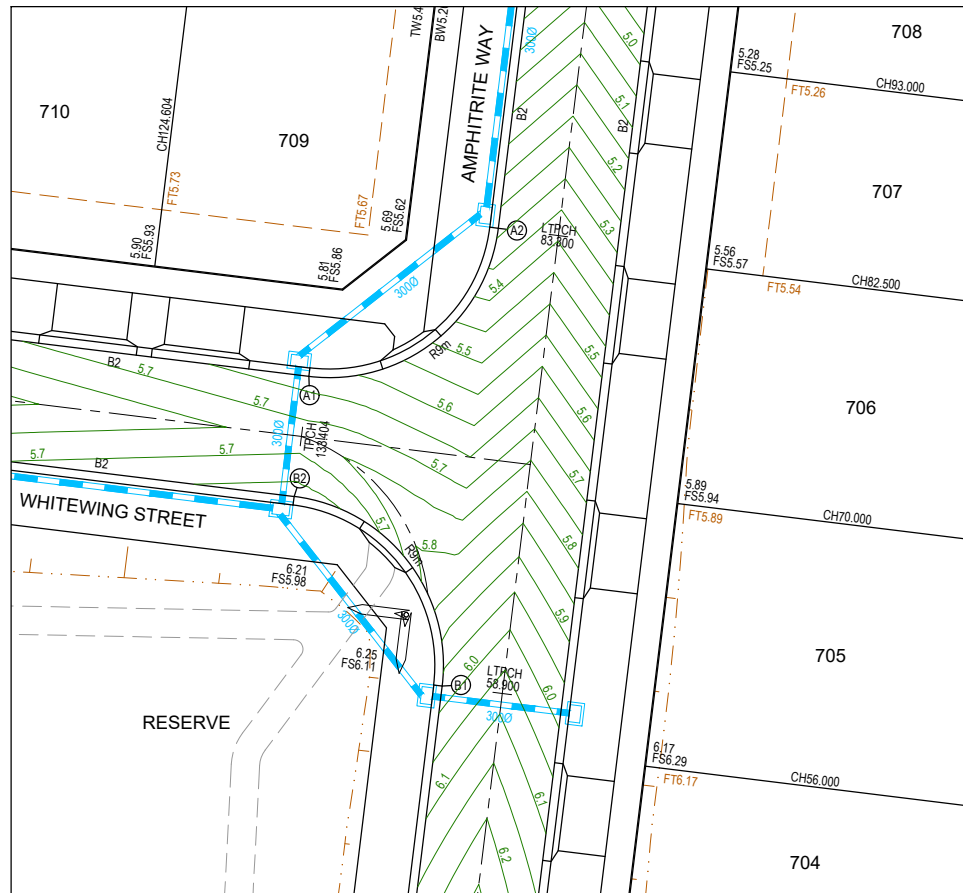 708
5.28
FS5.25
CH93.000
FT5.26
TW5.4
BW5.2
300Ø
AMPHITRITE WAY
B2
B2
5.0
5.1
5.2
5.3
5.4
5.5
5.5
5.6
5.6
5.7
5.7
5.8
5.8
5.9
6.0
6.0
6.1
6.1
6.2
710
CH124.604
709
FT5.73
FT5.67
5.69
FS5.62
5.90
FS5.93
5.81
FS5.86
707
A2
LTPCH
83.300
5.56
FS5.57
CH82.500
FT5.54
300Ø
R9m
B2
5.7
5.7
A1
300Ø
TPCH
138.404
706
5.7
5.7
B2
B2
5.7
R9m
WHITEWING STREET
5.89
FS5.94
FT5.89
CH70.000
6.21
FS5.98
300Ø
6.25
FS6.11
705
B1
LTPCH
58.900
300Ø
RESERVE
6.17
FS6.29
FT6.17
CH56.000
704